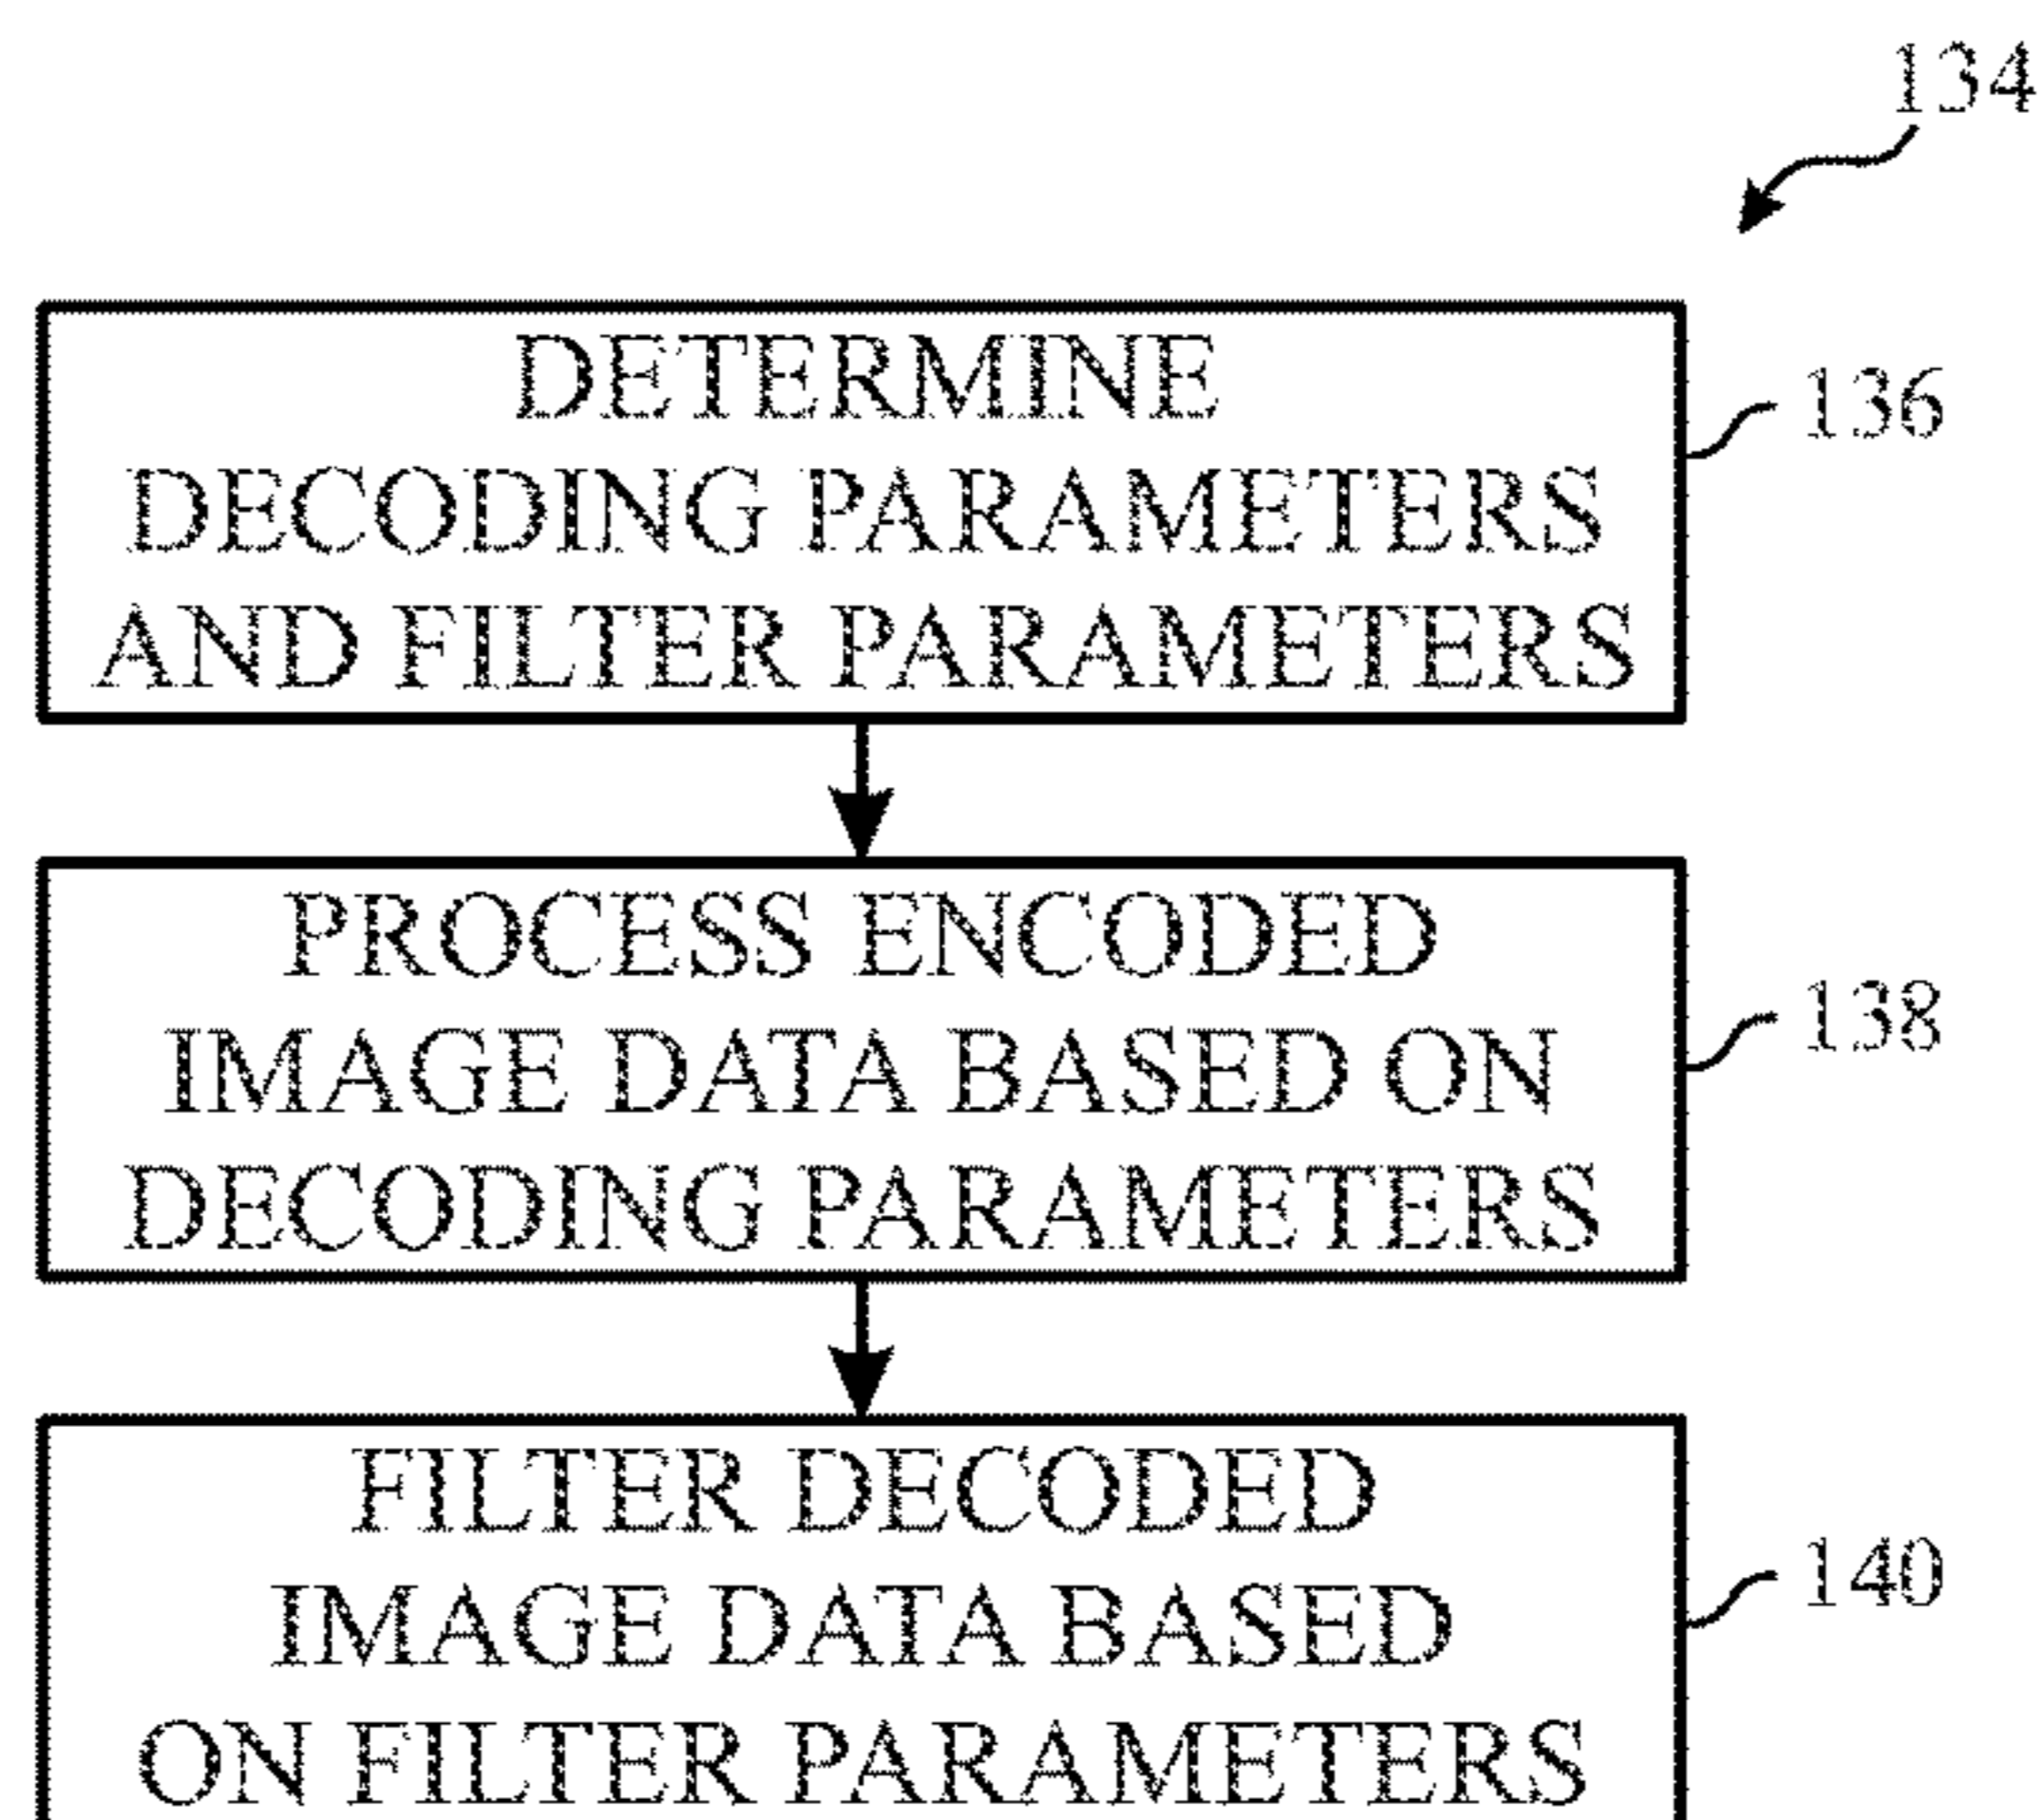 134
DETERMINE
DECODING PARAMETERS
AND FILTER PARAMETERS
136
PROCESS ENCODED
IMAGE DATA BASED ON
DECODING PARAMETERS
138
FILTER DECODED
IMAGE DATA BASED
ON FILTER PARAMETERS
140